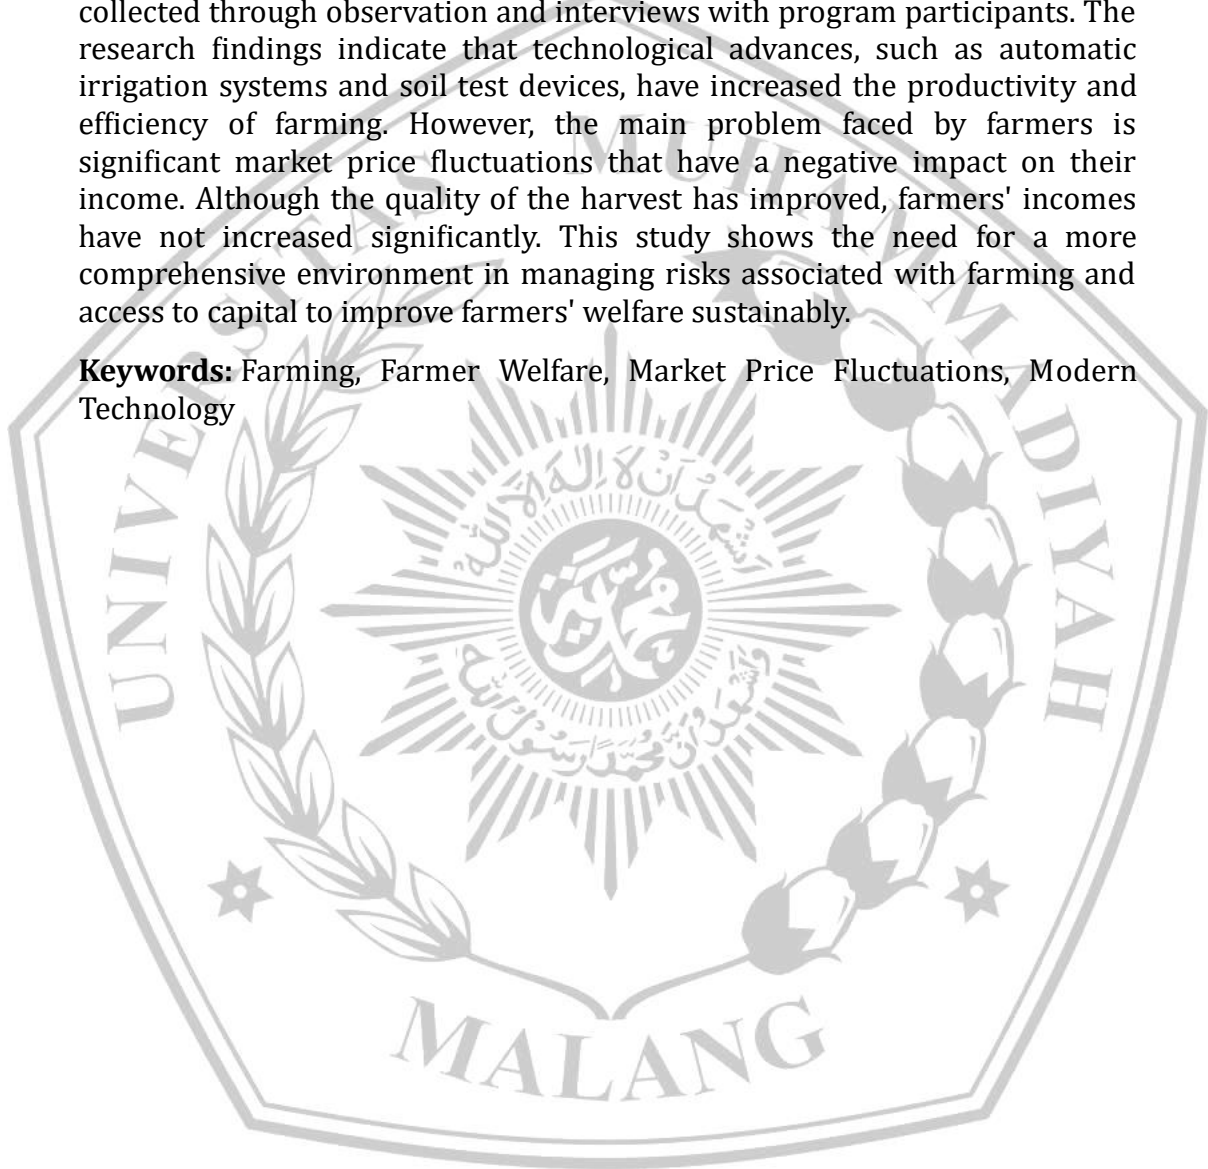 collected through observation and interviews with program participants. The
research findings indicate that technological advances, such as automatic
irrigation systems and soil test devices, have increased the productivity and
efficiency of farming. However, the main problem faced by farmers is
significant market price fluctuations that have a negative impact on their
income. Although the quality of the harvest has improved, farmers' incomes
have not increased significantly. This study shows the need for a more
comprehensive environment in managing risks associated with farming and
access to capital to improve farmers' welfare sustainably.
Keywords: Farming, Farmer Welfare, Market Price Fluctuations, Modern
Technology
UNIVERSITAS MUHAMMADIYAH
MALANG